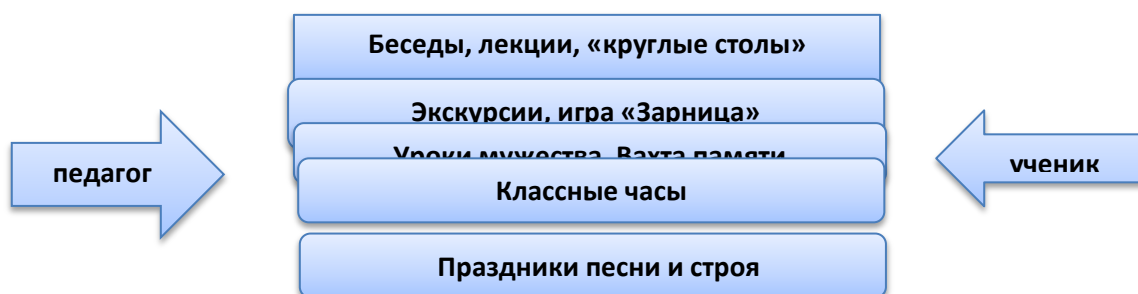 Беседы, лекции, «круглые столы»
Экскурсии, игра «Зарница»
Уроки мужества. Вахта памяти
педагог
ученик
Классные часы
Праздники песни и строя